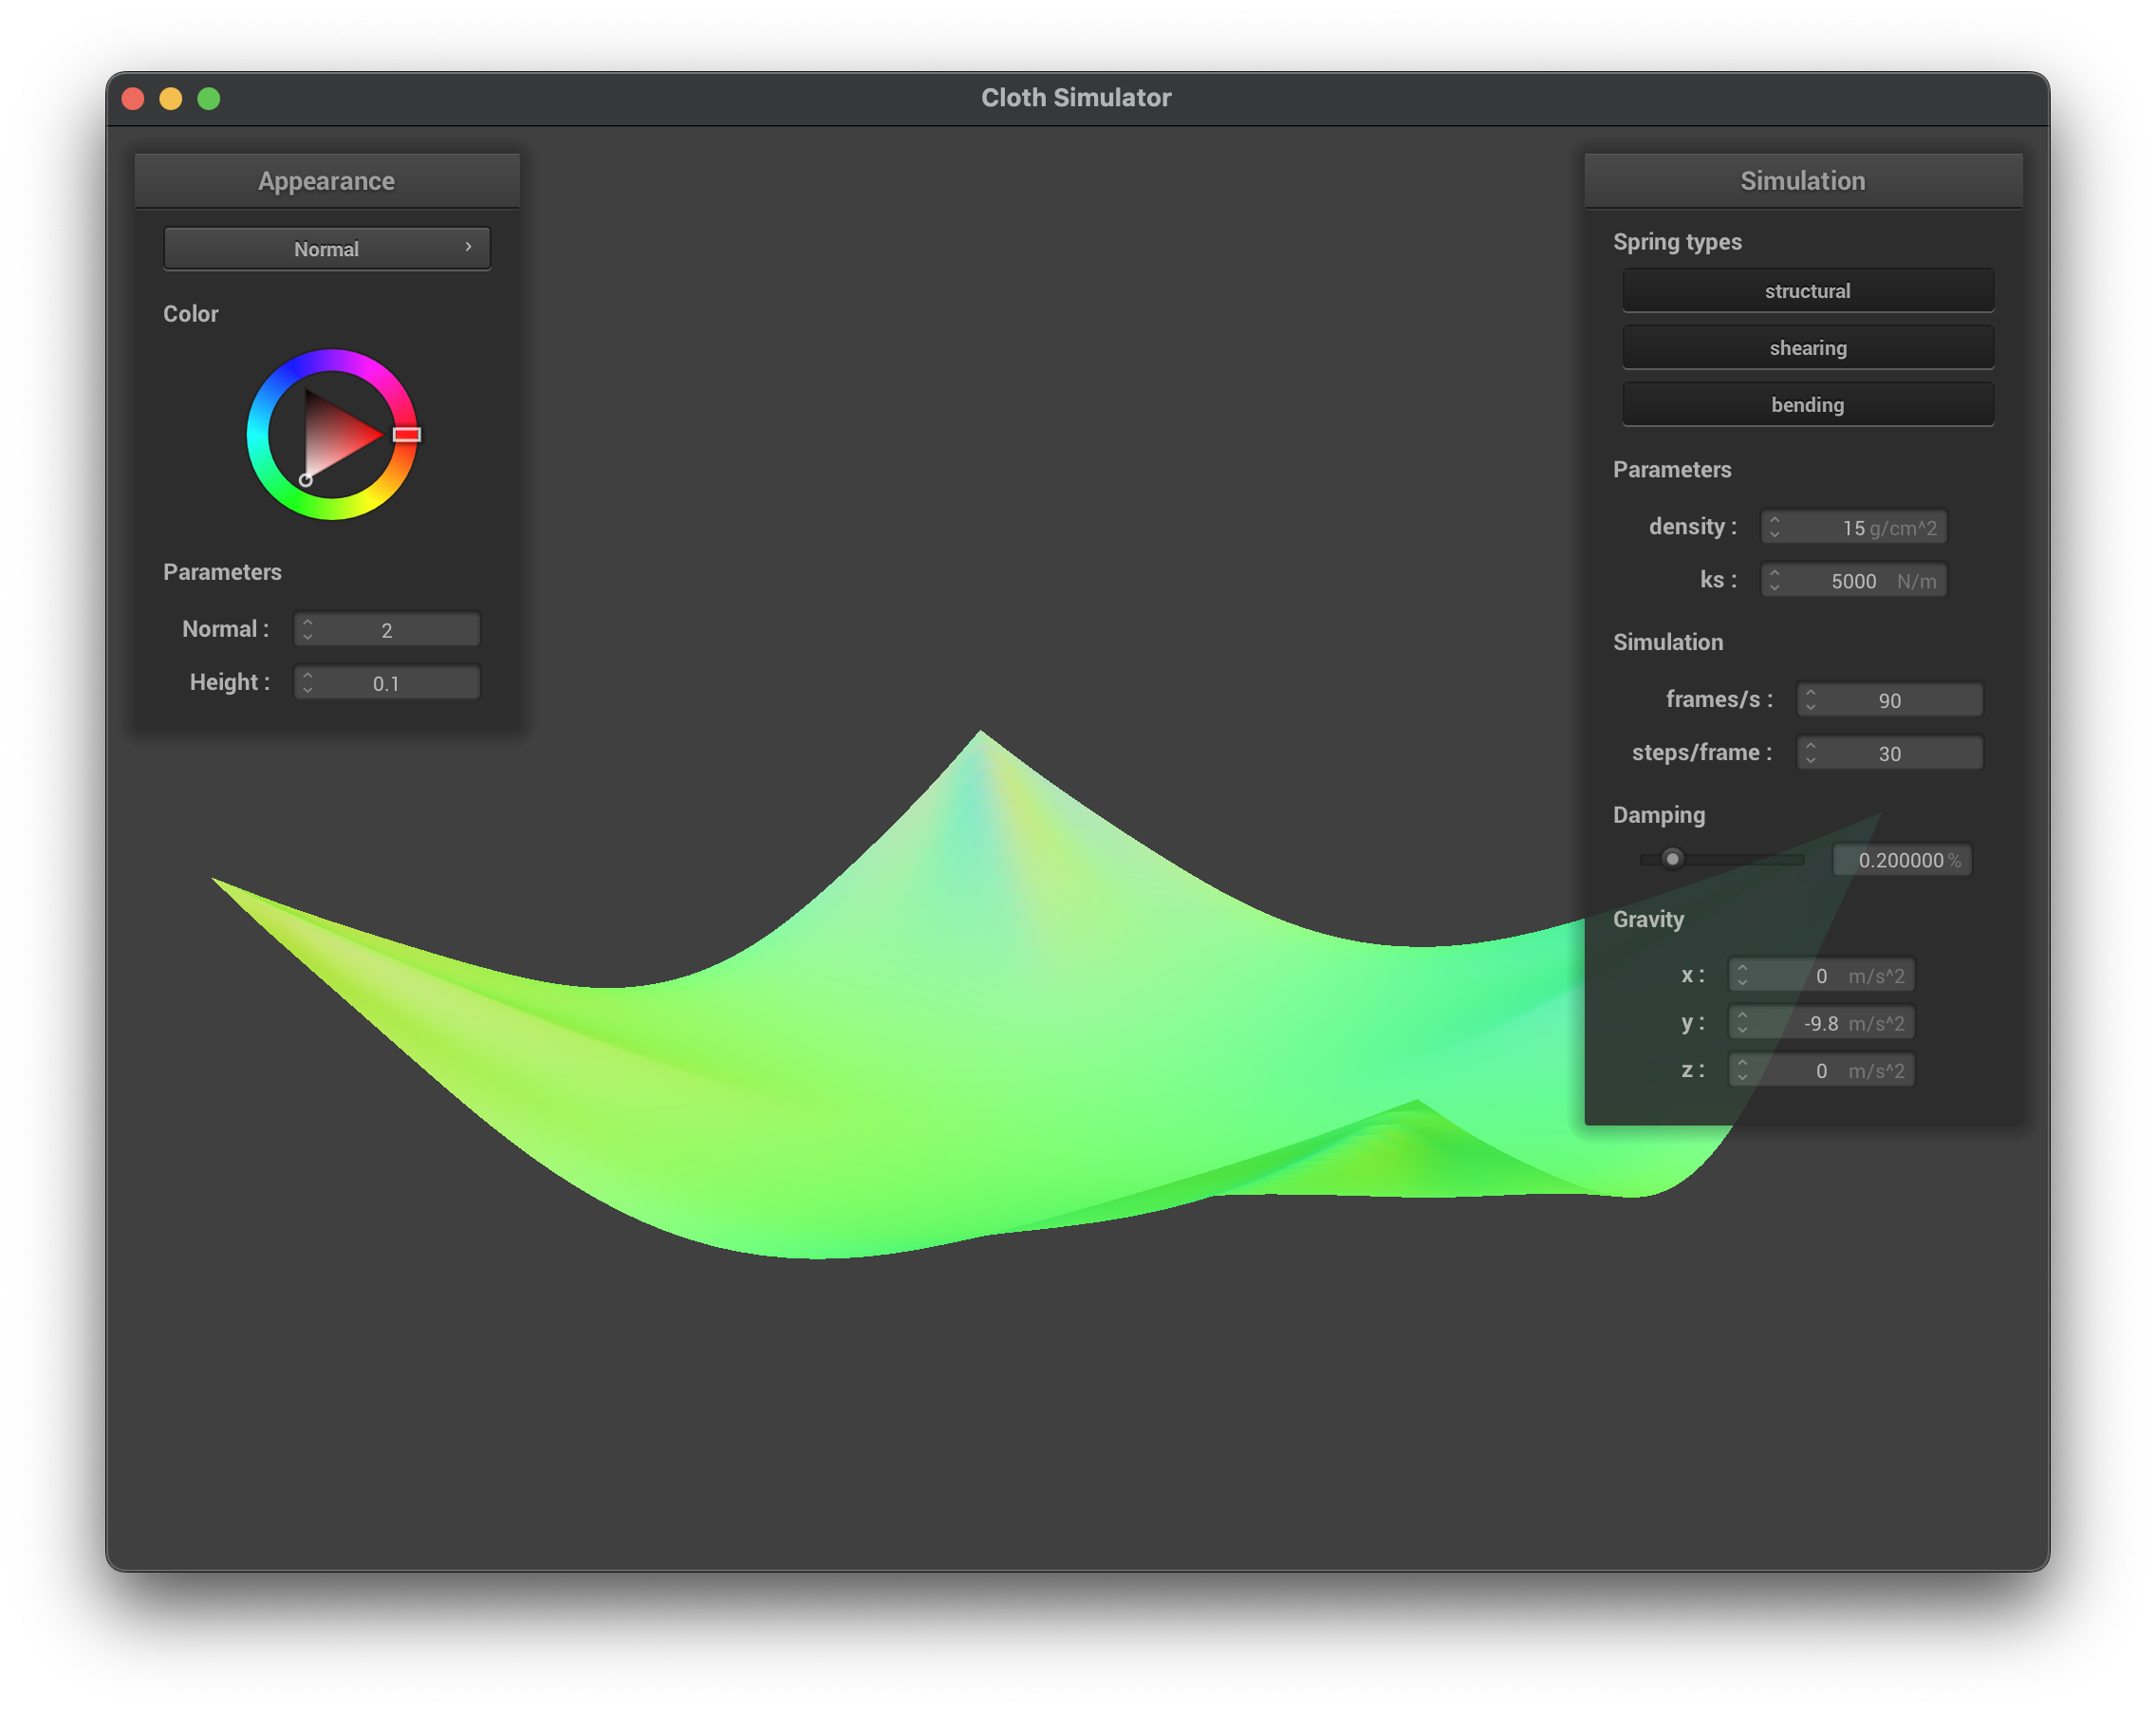 Cloth Simulator
Appearance
Normal
Color
Parameters
Normal : 2
Height : 0.1
Simulation
Spring types
structural
shearing
bending
Parameters
density : 15 g/cm^2
ks : 5000 N/m
Simulation
frames/s : 90
steps/frame : 30
Damping
0.200000 %
Gravity
x : 0 m/s^2
y : -9.8 m/s^2
z : 0 m/s^2